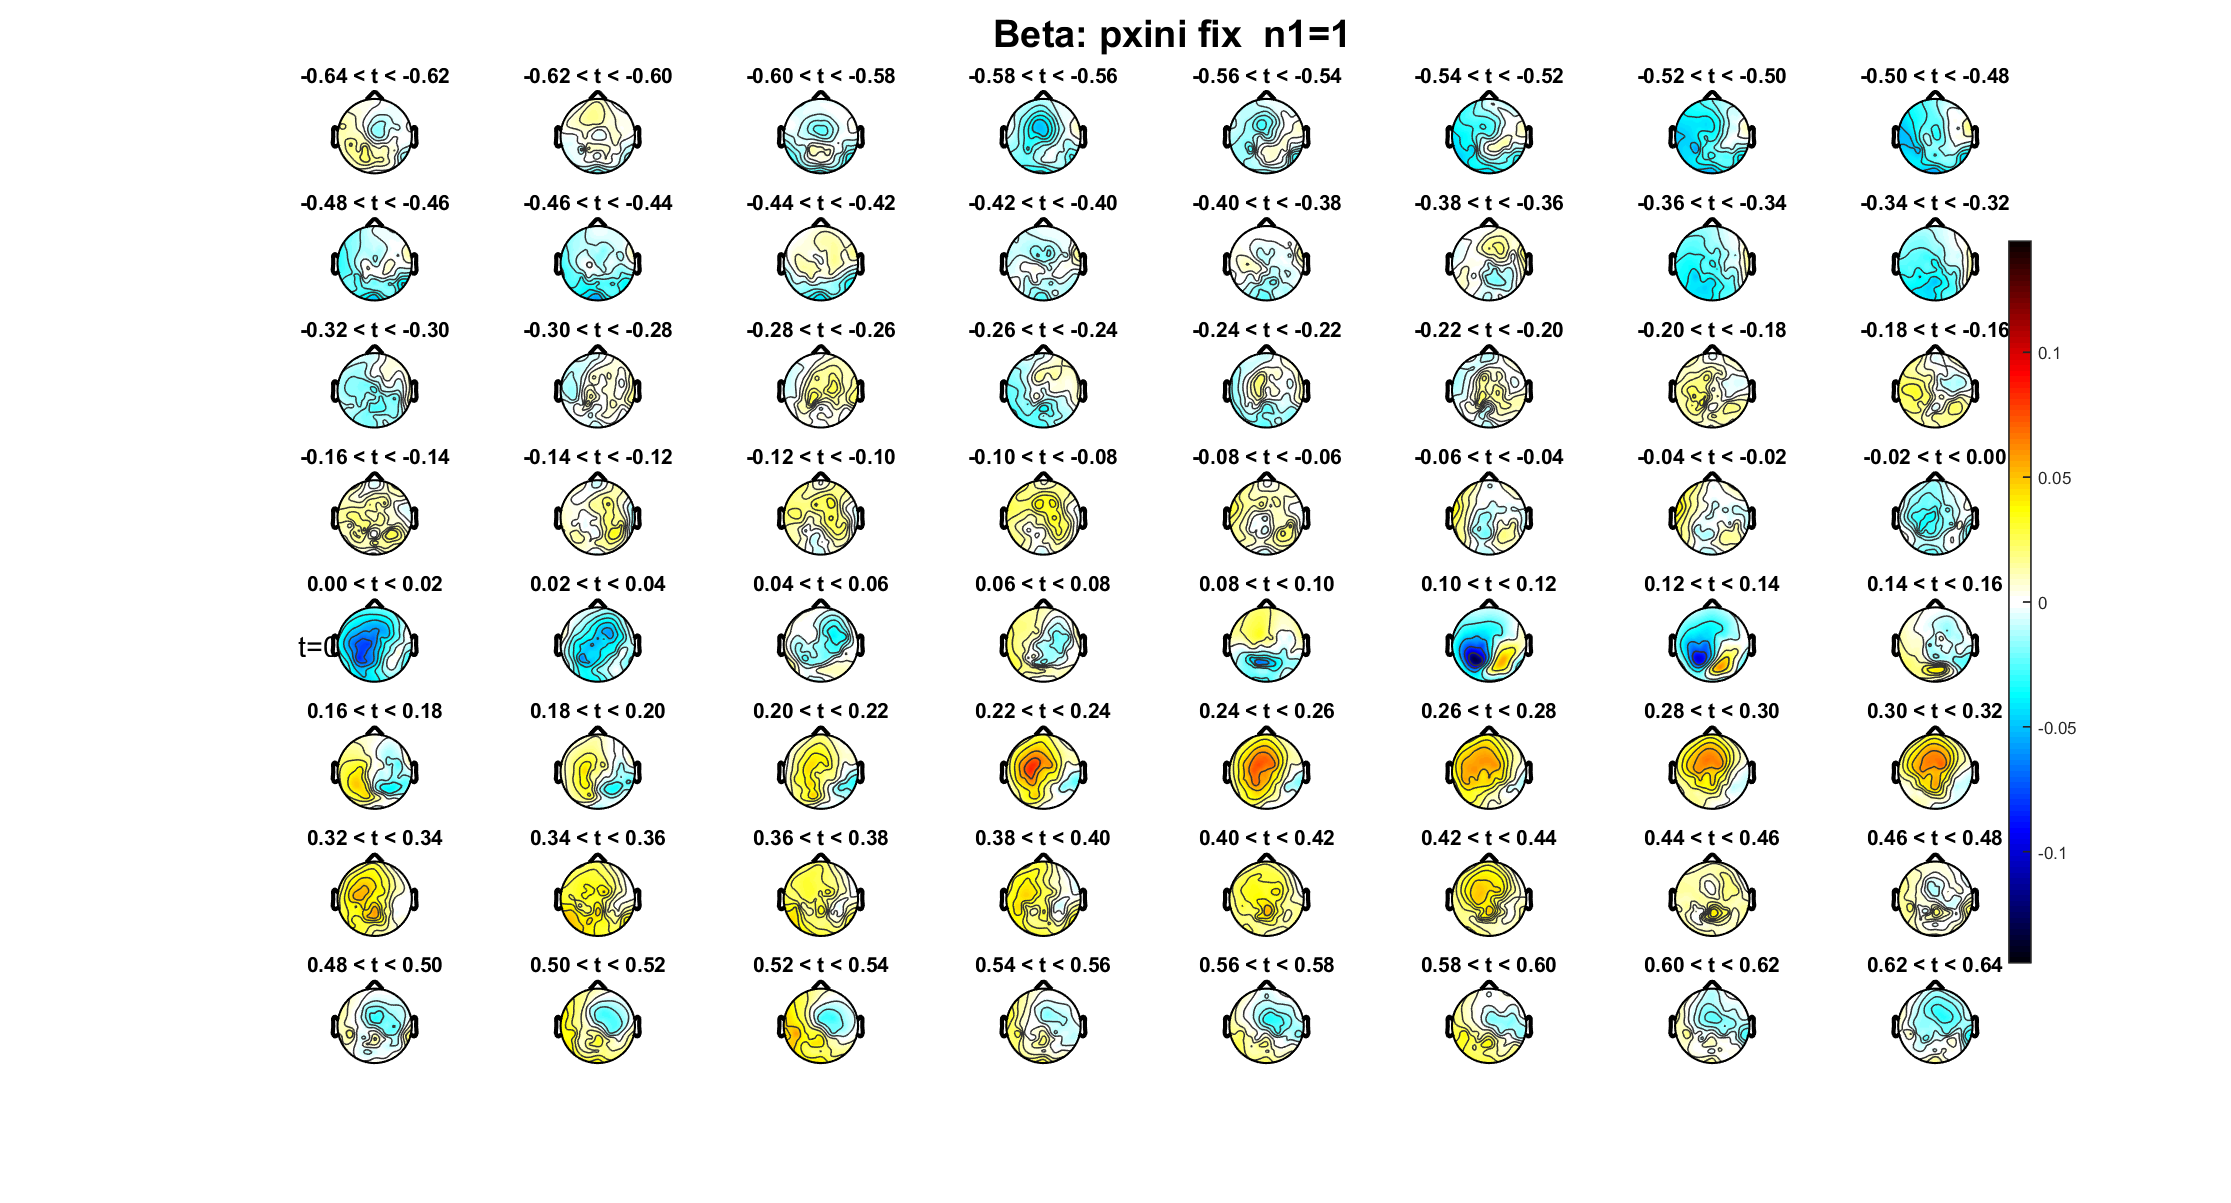 Beta: pxini fix  n1=1
-0.64 < t < -0.62 -0.62 < t < -0.60 -0.60 < t < -0.58 -0.58 < t < -0.56 -0.56 < t < -0.54 -0.54 < t < -0.52 -0.52 < t < -0.50 -0.50 < t < -0.48
-0.48 < t < -0.46 -0.46 < t < -0.44 -0.44 < t < -0.42 -0.42 < t < -0.40 -0.40 < t < -0.38 -0.38 < t < -0.36 -0.36 < t < -0.34 -0.34 < t < -0.32
-0.32 < t < -0.30 -0.30 < t < -0.28 -0.28 < t < -0.26 -0.26 < t < -0.24 -0.24 < t < -0.22 -0.22 < t < -0.20 -0.20 < t < -0.18 -0.18 < t < -0.16
0.1
-0.16 < t < -0.14 -0.14 < t < -0.12 -0.12 < t < -0.10 -0.10 < t < -0.08 -0.08 < t < -0.06 -0.06 < t < -0.04 -0.04 < t < -0.02 -0.02 < t < 0.00
0.05
0.00 < t < 0.02 0.02 < t < 0.04 0.04 < t < 0.06 0.06 < t < 0.08 0.08 < t < 0.10 0.10 < t < 0.12 0.12 < t < 0.14 0.14 < t < 0.16
0
t=0
0.16 < t < 0.18 0.18 < t < 0.20 0.20 < t < 0.22 0.22 < t < 0.24 0.24 < t < 0.26 0.26 < t < 0.28 0.28 < t < 0.30 0.30 < t < 0.32
-0.05
0.32 < t < 0.34 0.34 < t < 0.36 0.36 < t < 0.38 0.38 < t < 0.40 0.40 < t < 0.42 0.42 < t < 0.44 0.44 < t < 0.46 0.46 < t < 0.48
-0.1
0.48 < t < 0.50 0.50 < t < 0.52 0.52 < t < 0.54 0.54 < t < 0.56 0.56 < t < 0.58 0.58 < t < 0.60 0.60 < t < 0.62 0.62 < t < 0.64